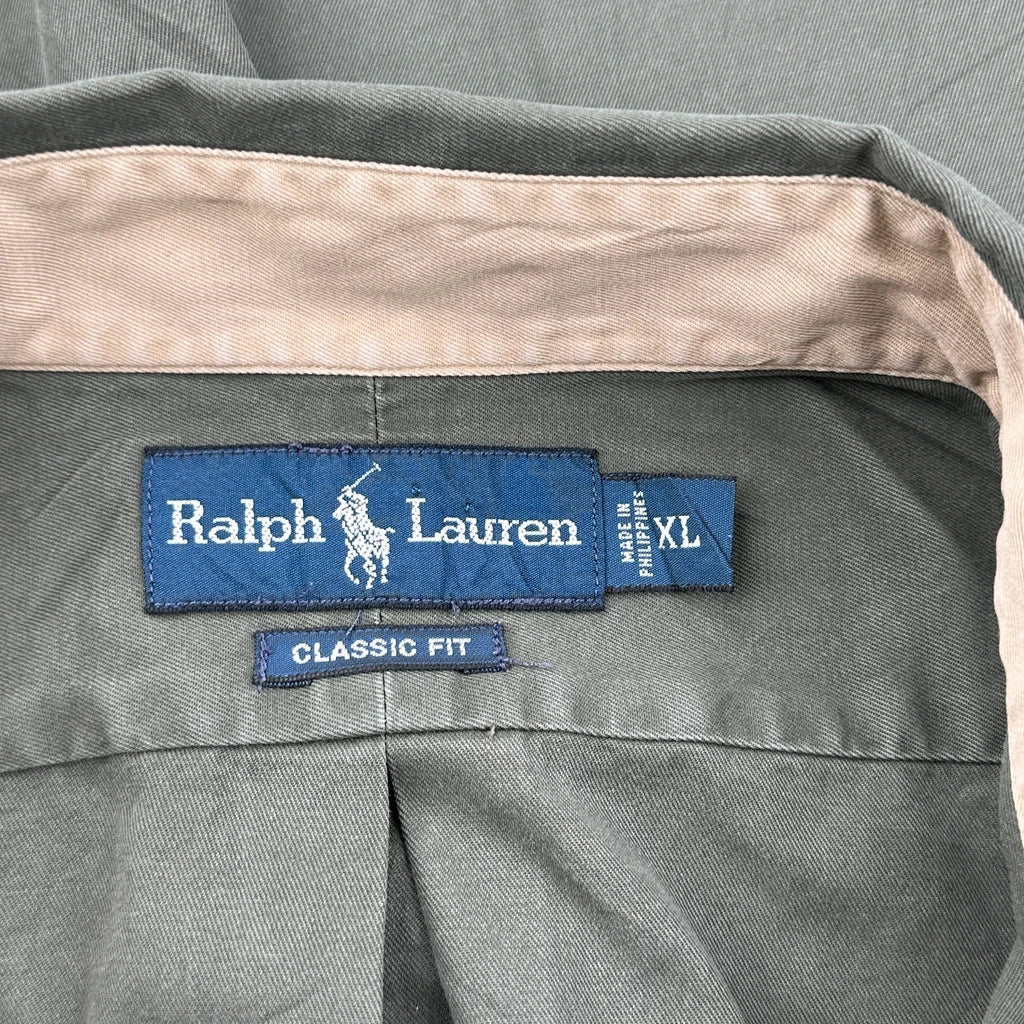 Ralph Lauren
MADE IN
PHILIPPINES
XL
CLASSIC FIT